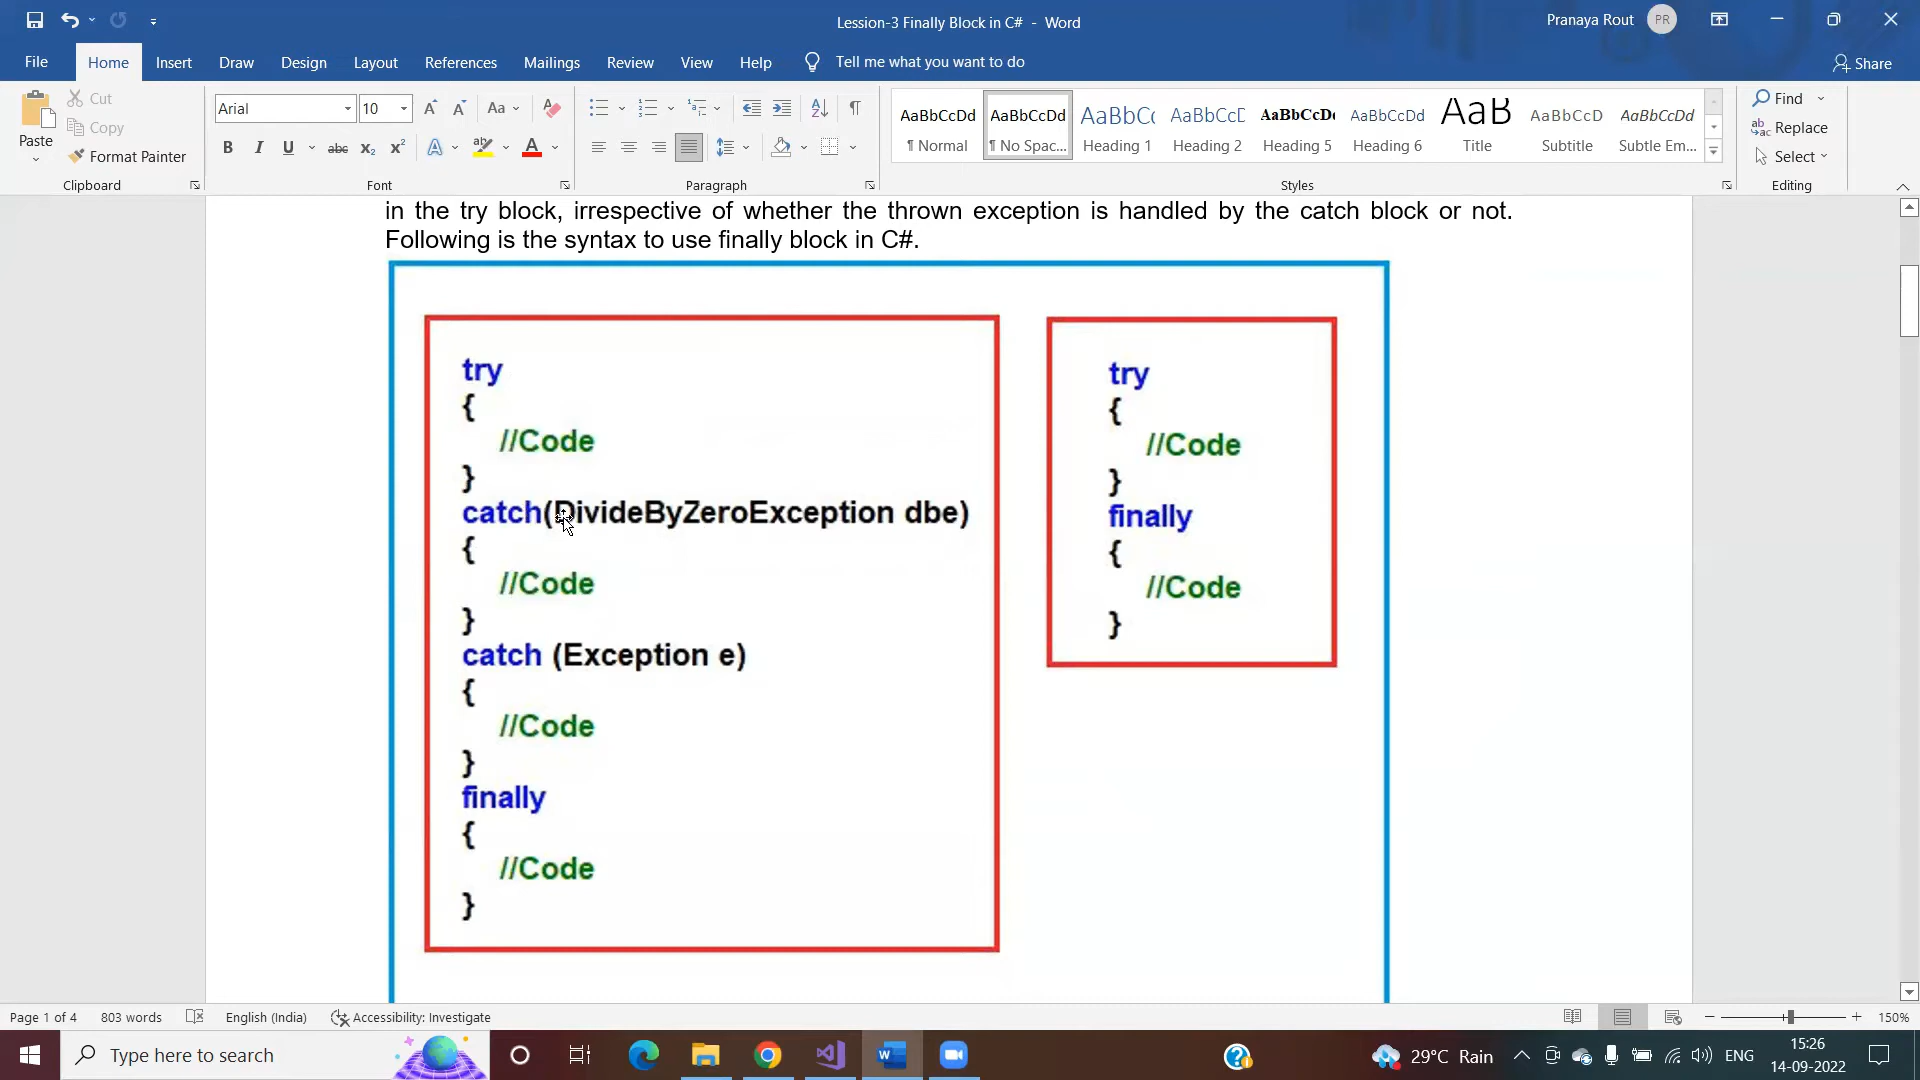 Lession-3 Finally Block in C# - Word
Pranaya Rout
PR
File
Home
Insert
Draw
Design
Layout
References
Mailings
Review
View
Help
Tell me what you want to do
Share
Paste
Cut
Copy
Format Painter
Clipboard
Arial
10
Aa
B
I
U
abc
x2
x2
A
A
Font
Paragraph
AaBbCcDd
¶ Normal
AaBbCcDd
¶ No Spac...
AaBbCc
Heading 1
AaBbCcD
Heading 2
AaBbCcDd
Heading 5
AaBbCcDd
Heading 6
AaB
Title
AaBbCcD
Subtitle
AaBbCcDd
Subtle Em...
Styles
Find
Replace
Select
Editing
in the try block, irrespective of whether the thrown exception is handled by the catch block or not.
Following is the syntax to use finally block in C#.
try
{
//Code
}
catch(DivideByZeroException dbe)
{
//Code
}
catch (Exception e)
{
//Code
}
finally
{
//Code
}
try
{
//Code
}
finally
{
//Code
}
Page 1 of 4
803 words
English (India)
Accessibility: Investigate
150%
Type here to search
29°C Rain
ENG
15:26
14-09-2022